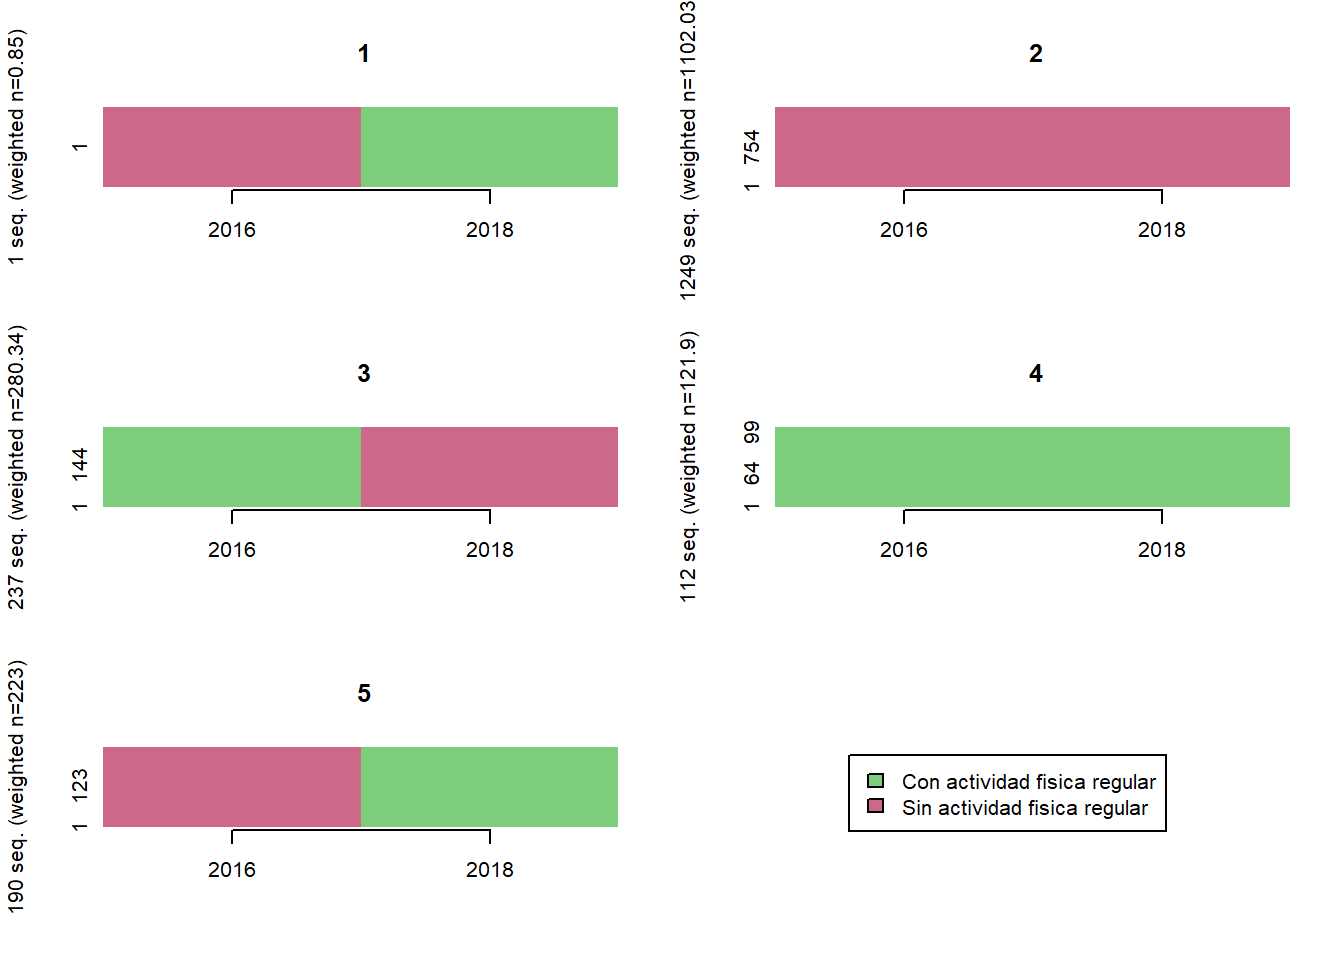 1
1 seq. (weighted n=0.85)
1
2016 2018
2
1249 seq. (weighted n=1102.03
1 754
2016 2018
3
237 seq. (weighted n=280.34)
1 144
2016 2018
4
112 seq. (weighted n=121.9)
1 64 99
2016 2018
5
190 seq. (weighted n=223)
1 123
2016 2018
Con actividad fisica regular
Sin actividad fisica regular